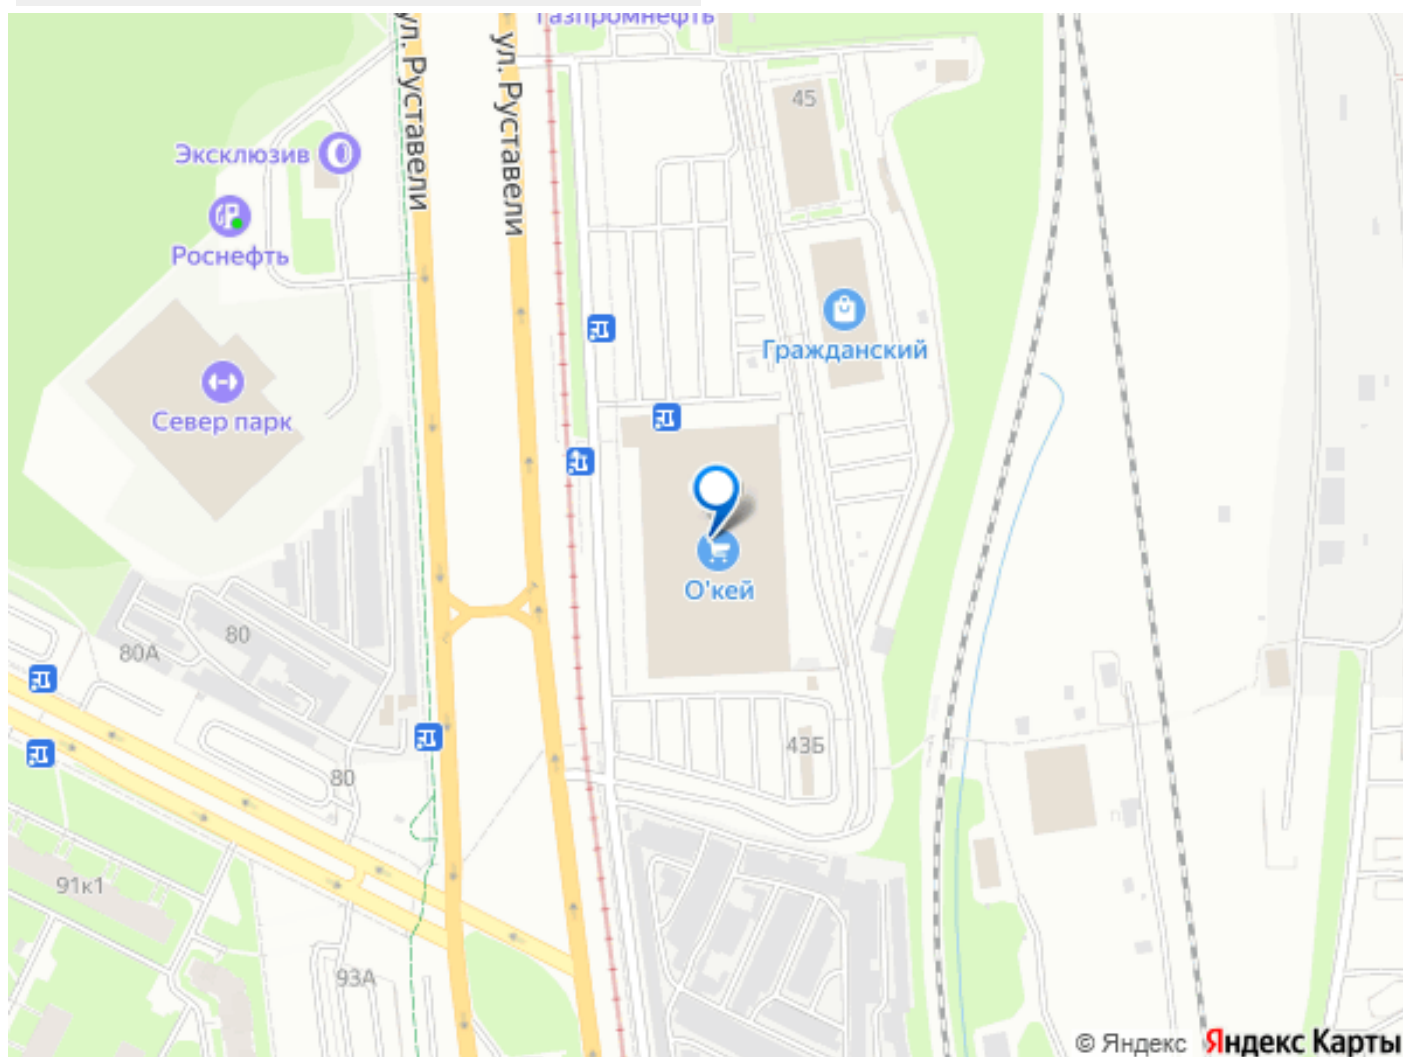 Газпромнефть
ул. Руставели
ул. Руставели
45
Эксклюзив
Роснефть
Гражданский
Север парк
О'кей
80
80А
43Б
80
91к1
93А
© Яндекс Яндекс Карты